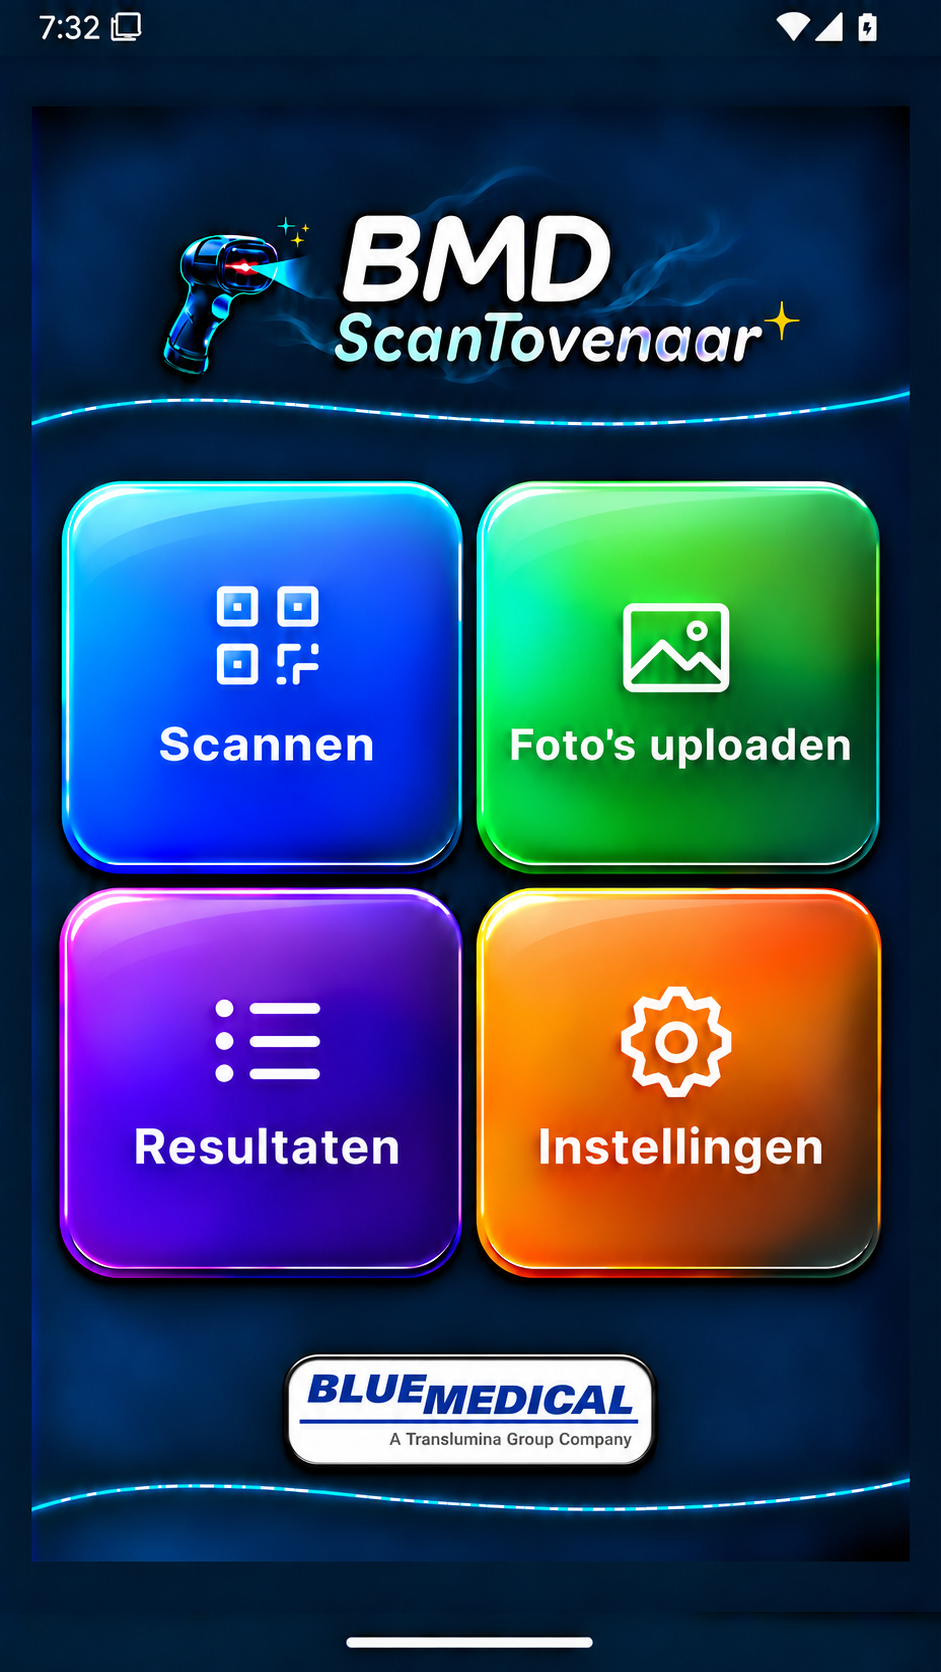 7:32
BMD
ScanTovenaar
Scannen
Foto's uploaden
Resultaten
Instellingen
BLUEMEDICAL
A Translumina Group Company